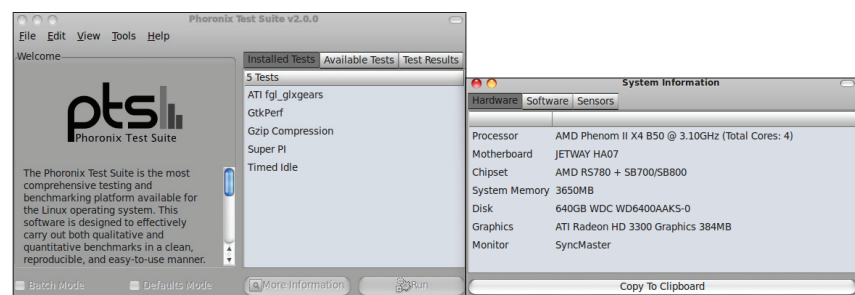 Phoronix Test Suite v2.0.0
File Edit View Tools Help
Welcome
pts
Phoronix Test Suite
The Phoronix Test Suite is the most
comprehensive testing and
benchmarking platform available for
the Linux operating system. This
software is designed to effectively
carry out both qualitative and
quantitative benchmarks in a clean,
reproducible, and easy-to-use manner.
Batch Mode Defaults Mode
Installed Tests Available Tests Test Results
5 Tests
ATI fgl_glxgears
GtkPerf
Gzip Compression
Super PI
Timed Idle
More Information Run
System Information
Hardware Software Sensors
Processor AMD Phenom II X4 B50 @ 3.10GHz (Total Cores: 4)
Motherboard JETWAY HA07
Chipset AMD RS780 + SB700/SB800
System Memory 3650MB
Disk 640GB WDC WD6400AAKS-0
Graphics ATI Radeon HD 3300 Graphics 384MB
Monitor SyncMaster
Copy To Clipboard